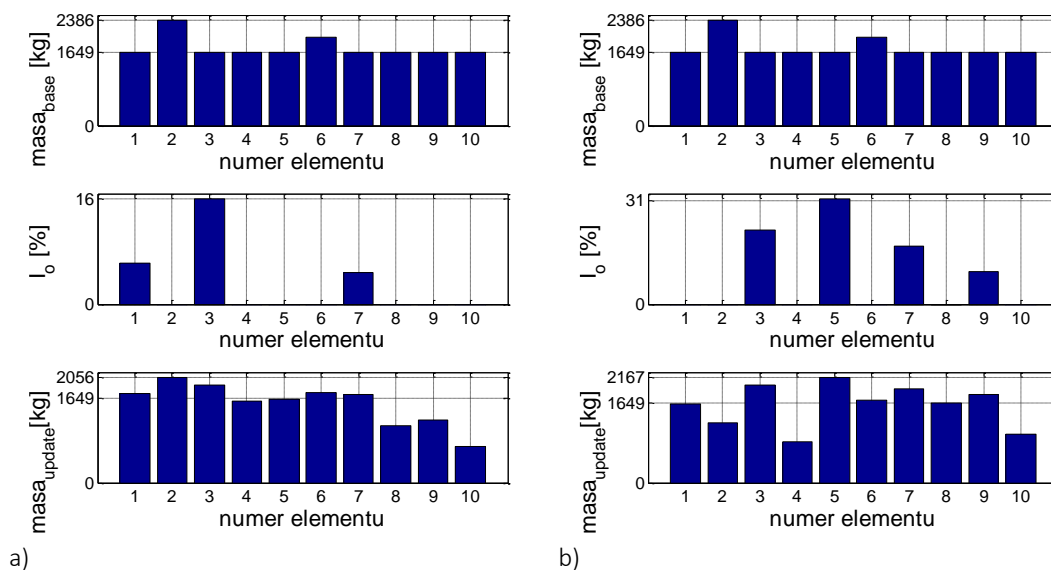 2386
1649
0
masa_base [kg]
1 2 3 4 5 6 7 8 9 10
numer elementu
16
0
I_o [%]
1 2 3 4 5 6 7 8 9 10
numer elementu
2056
1649
0
masa_update[kg]
1 2 3 4 5 6 7 8 9 10
numer elementu
a)
2386
1649
0
masa_base [kg]
1 2 3 4 5 6 7 8 9 10
numer elementu
31
0
I_o [%]
1 2 3 4 5 6 7 8 9 10
numer elementu
2167
1649
0
masa_update[kg]
1 2 3 4 5 6 7 8 9 10
numer elementu
b)